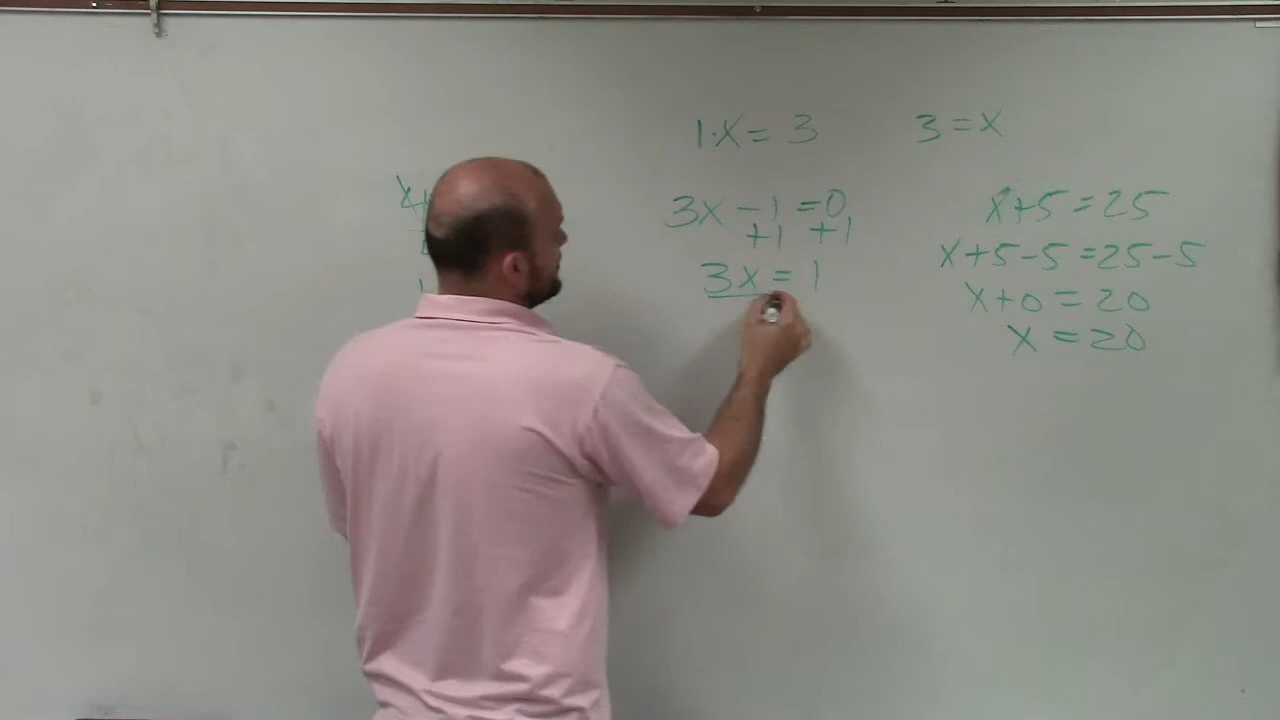 1·x = 3
3 = x
3x - 1 = 0
+1 +1
3x = 1
x+5 = 25
x+5-5 = 25-5
x+0 = 20
x = 20